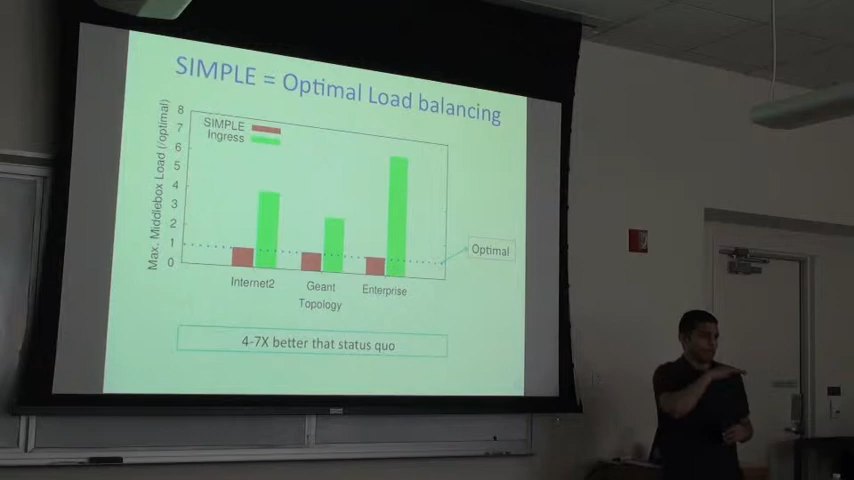 SIMPLE = Optimal Load balancing
Max. Middlebox Load (/optimal)
8
7
6
5
4
3
2
1
0
SIMPLE
Ingress
Optimal
Internet2 Geant Enterprise
Topology
4-7X better that status quo